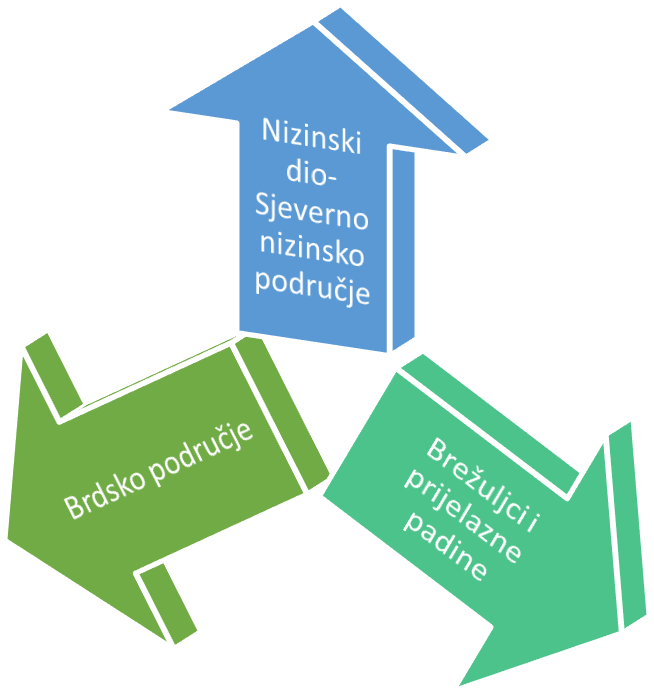 Nizinski
dio-
Sjeverno
nizinsko
područje
Brdsko područje
Brežuljci i
prijelazne
padine